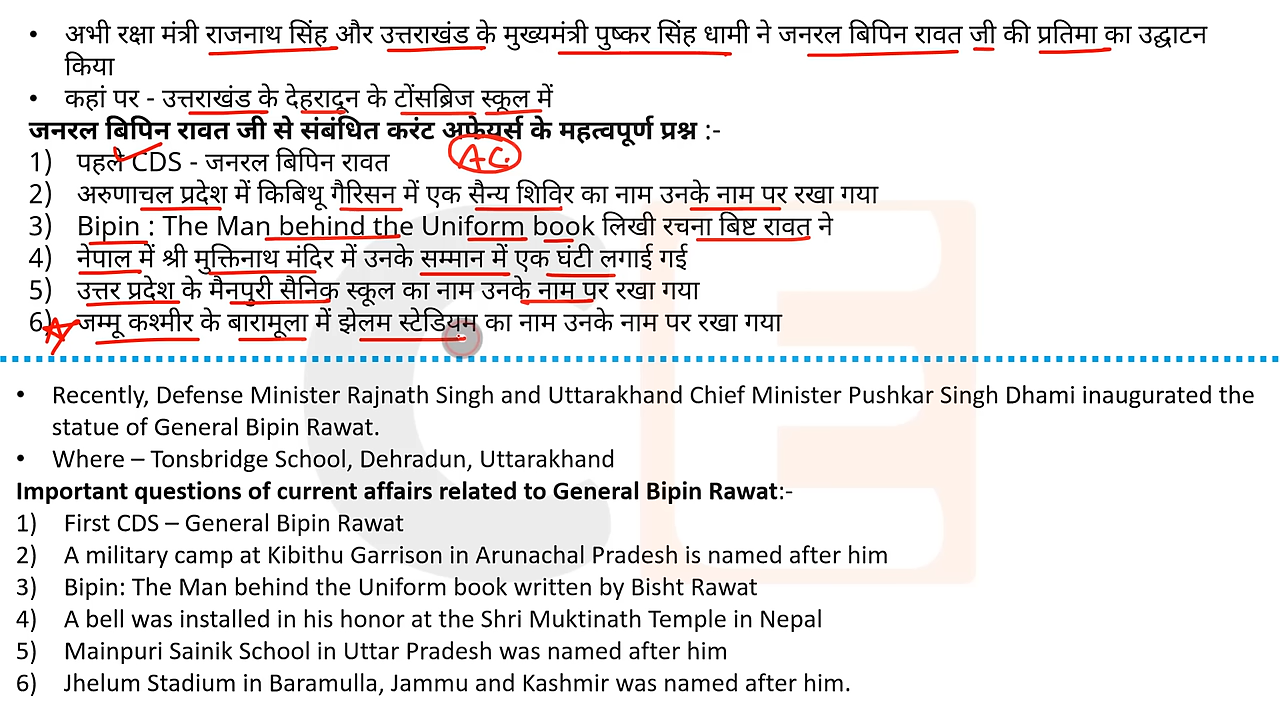 • अभी रक्षा मंत्री राजनाथ सिंह और उत्तराखंड के मुख्यमंत्री पुष्कर सिंह धामी ने जनरल बिपिन रावत जी की प्रतिमा का उद्घाटन
किया
• कहां पर - उत्तराखंड के देहरादून के टोंसब्रिज स्कूल में
जनरल बिपिन रावत जी से संबंधित करंट अफेयर्स के महत्वपूर्ण प्रश्न :-
1) पहले CDS - जनरल बिपिन रावत
AC
2) अरुणाचल प्रदेश में किबिथू गैरिसन में एक सैन्य शिविर का नाम उनके नाम पर रखा गया
3) Bipin : The Man behind the Uniform book लिखी रचना बिष्ट रावत ने
4) नेपाल में श्री मुक्तिनाथ मंदिर में उनके सम्मान में एक घंटी लगाई गई
5) उत्तर प्रदेश के मैनपुरी सैनिक स्कूल का नाम उनके नाम पर रखा गया
6) जम्मू कश्मीर के बारामूला में झेलम स्टेडियम का नाम उनके नाम पर रखा गया
• Recently, Defense Minister Rajnath Singh and Uttarakhand Chief Minister Pushkar Singh Dhami inaugurated the
statue of General Bipin Rawat.
• Where – Tonsbridge School, Dehradun, Uttarakhand
Important questions of current affairs related to General Bipin Rawat:-
1) First CDS – General Bipin Rawat
2) A military camp at Kibithu Garrison in Arunachal Pradesh is named after him
3) Bipin: The Man behind the Uniform book written by Bisht Rawat
4) A bell was installed in his honor at the Shri Muktinath Temple in Nepal
5) Mainpuri Sainik School in Uttar Pradesh was named after him
6) Jhelum Stadium in Baramulla, Jammu and Kashmir was named after him.